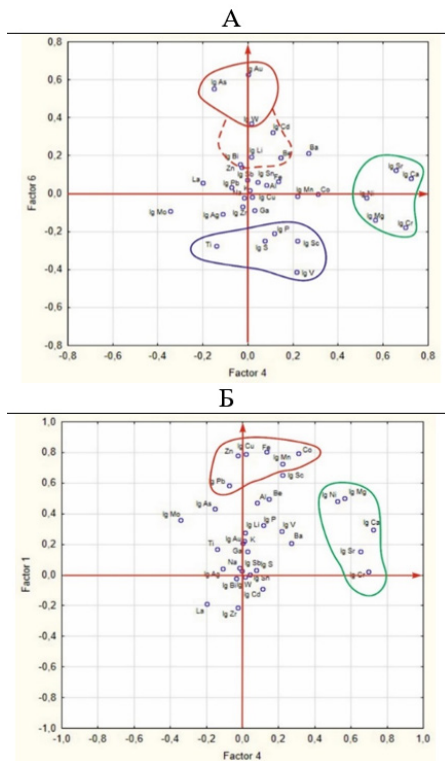 А
0,8
lg Au
0,6
lg As
0,4
lg W
lg Cd
Ba
0,2
lg Li
lg Bi
Zn
lg Sb
lg Sn
Be
Fe
lg Sr
lg Ca
La
lg Pb
K
Al
0,0
Na
lg Cu
lg Mn
Co
lg Ni
lg Mo
lg Ag
lg Zr
Ga
lg Mg
lg Cr
-0,2
Ti
lg P
lg S
lg Sc
-0,4
lg V
-0,6
-0,8
-0,8 -0,6 -0,4 -0,2 0,0 0,2 0,4 0,6 0,8
Factor 4
Factor 6
Б
1,0
0,8
Zn
lg Cu
Fe
Co
lg Mn
lg Sc
0,6
lg Pb
lg As
Al
Be
lg Ni
lg Mg
0,4
lg Mo
lg P
lg V
lg Ca
0,2
Ti
lg Au
K
Ba
Ga
lg Sr
Na
lg Sb
lg S
0,0
lg Ag
lg Sn
lg Cr
lg Bi
lg W
lg Cd
-0,2
La
lg Zr
-0,4
-0,6
-0,8
-1,0
-1,0 -0,8 -0,6 -0,4 -0,2 0,0 0,2 0,4 0,6 0,8 1,0
Factor 4
Factor 1